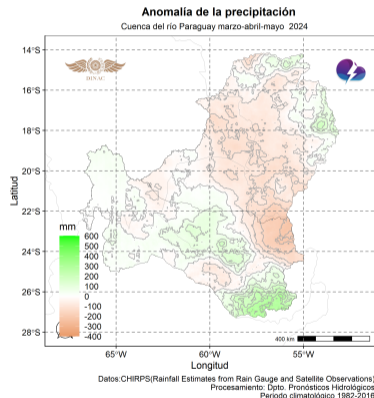 Anomalía de la precipitación
Cuenca del río Paraguay marzo-abril-mayo 2024
DINAC
14°S
16°S
18°S
20°S
22°S
24°S
26°S
28°S
Latitud
mm
600
500
400
300
200
100
0
-100
-200
-300
-400
400 km
65°W
60°W
55°W
Longitud
Datos:CHIRPS(Rainfall Estimates from Rain Gauge and Satellite Observations)
Procesamiento: Dpto. Pronósticos Hidrológicos
Periodo climatológico 1982-2016